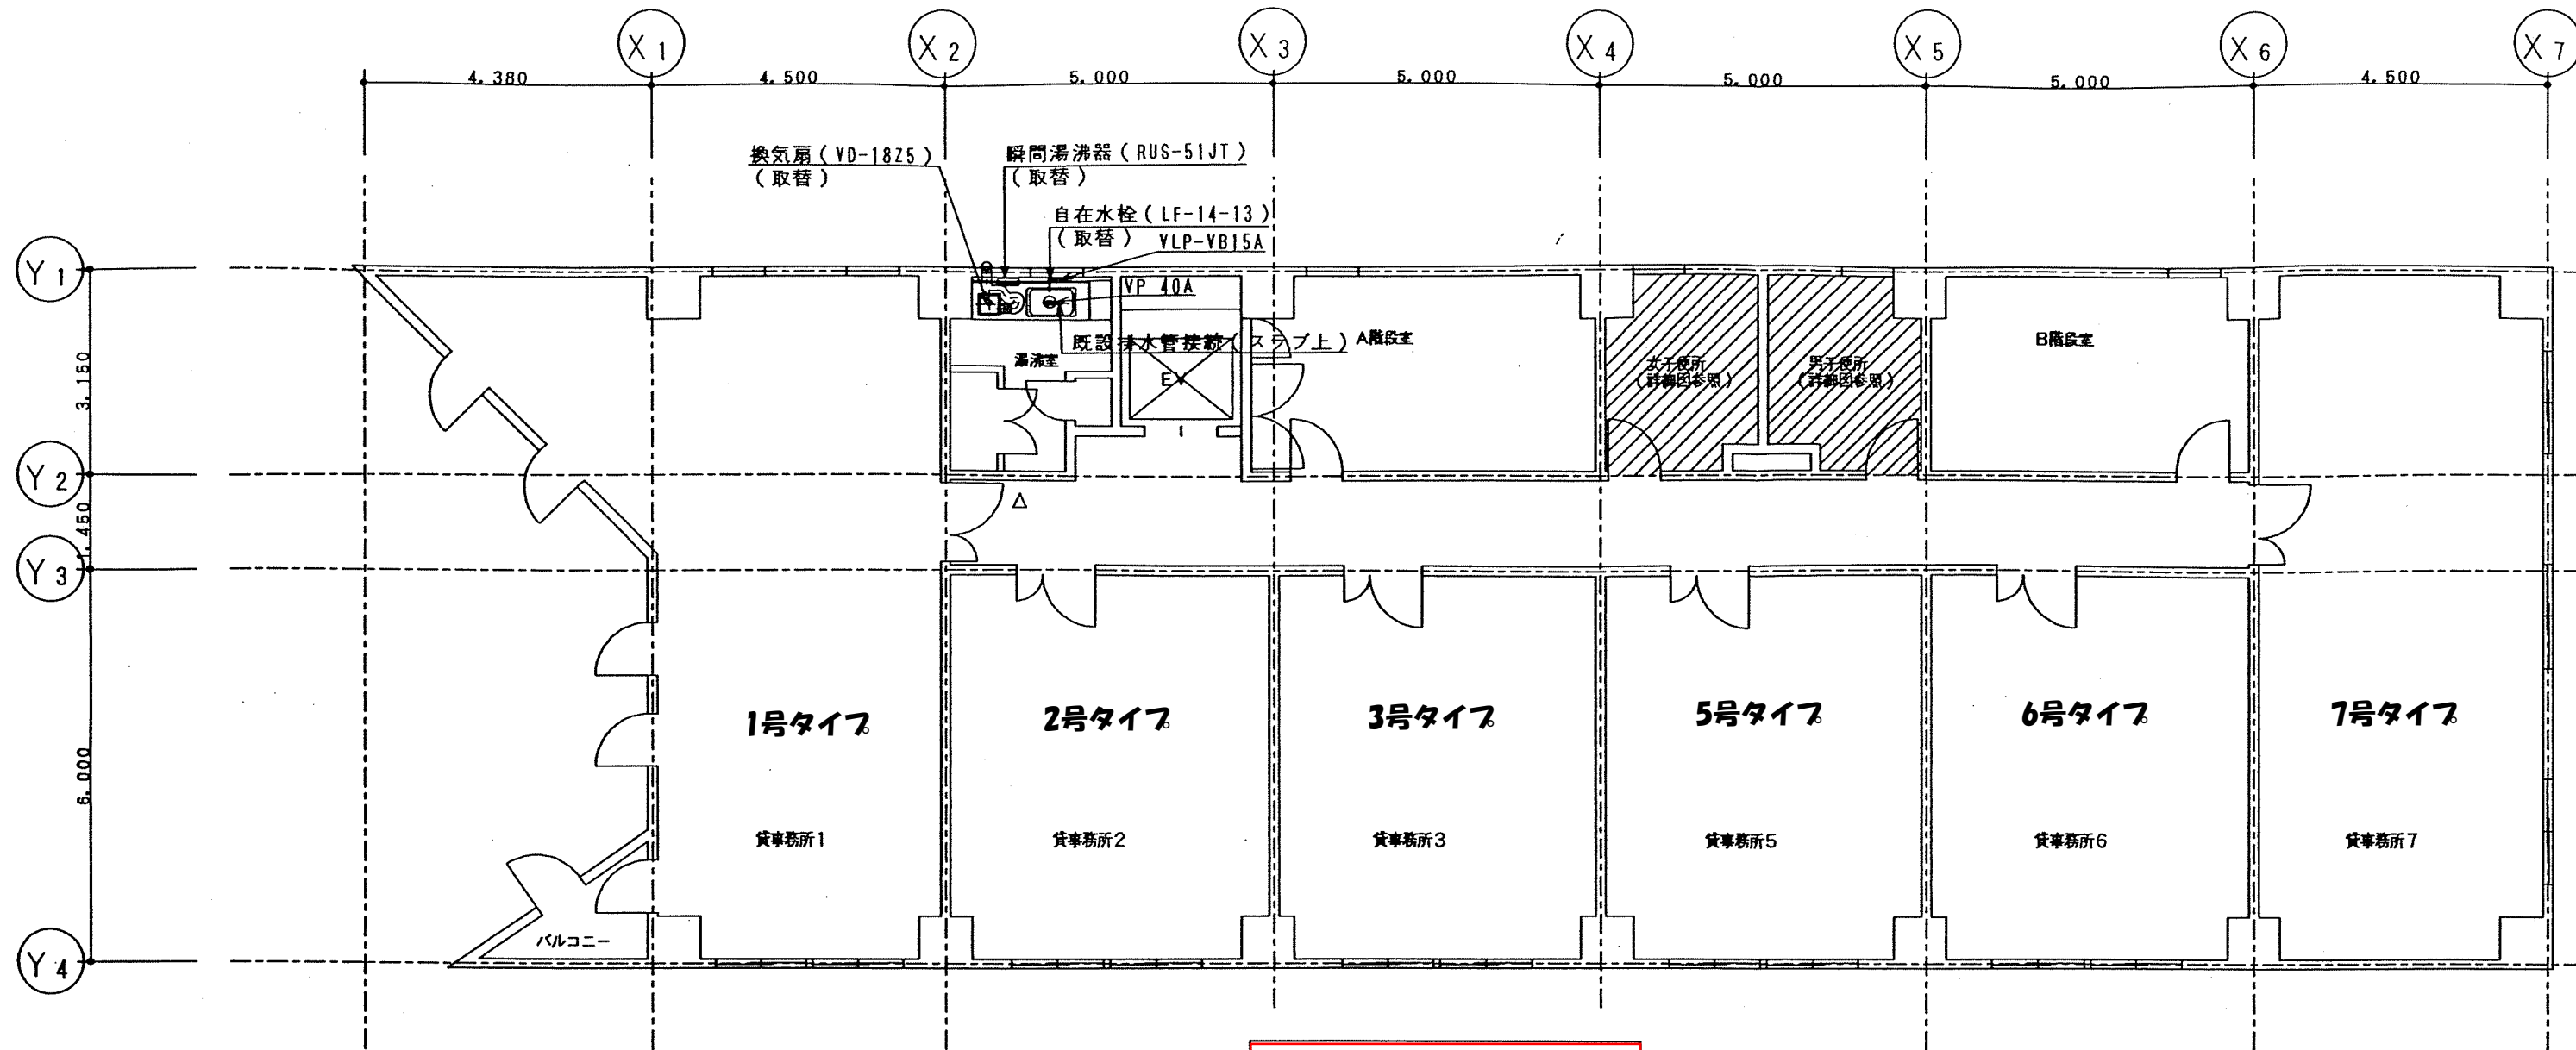 X1 X2 X3 X4 X5 X6 X7
4.380 4.500 5.000 5.000 5.000 5.000 4.500
換気扇(VD-18Z5)
(取替)
瞬間湯沸器(RUS-51JT)
(取替)
自在水栓(LF-14-13)
(取替)
VLP-VB15A
VP 40A
既設排水管接続(スラブ上)
Y1
3.150
Y2
1.450
Y3
6.000
Y4
湯沸室
EV
A階段室
女子便所
(詳細図参照)
男子便所
(詳細図参照)
B階段室
1号タイプ
2号タイプ
3号タイプ
5号タイプ
6号タイプ
7号タイプ
貸事務所1
貸事務所2
貸事務所3
貸事務所5
貸事務所6
貸事務所7
バルコニー